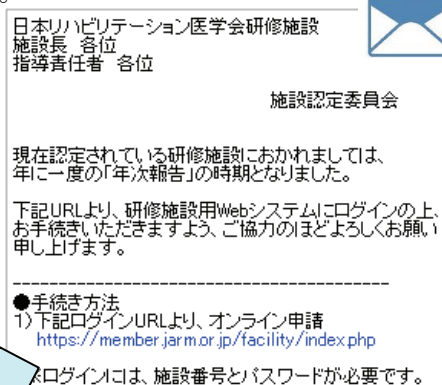 日本リハビリテーション医学会研修施設
施設長 各位
指導責任者 各位
施設認定委員会
現在認定されている研修施設におかれましては、
年に一度の「年次報告」の時期となりました。
下記URLより、研修施設用Webシステムにログインの上、
お手続きいただきますよう、ご協力のほどよろしくお願い
申し上げます。
----------------------------------------
●手続き方法
1)下記ログインURLより、オンライン申請
https://member.jarm.or.jp/facility/index.php
※ログインには、施設番号とパスワードが必要です。